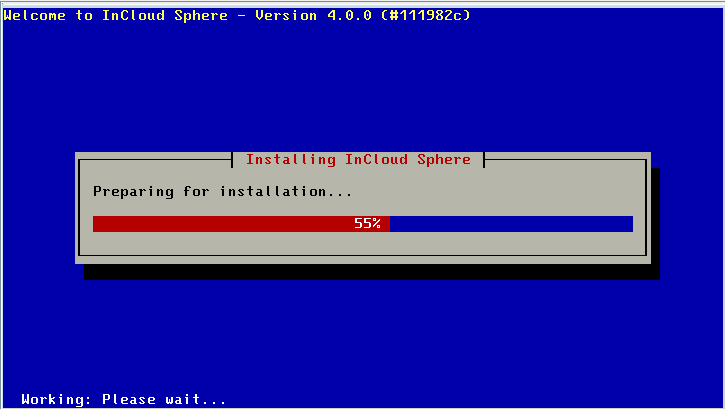 Welcome to InCloud Sphere - Version 4.0.0 (#111982c)
Installing InCloud Sphere
Preparing for installation...
55%
Working: Please wait...